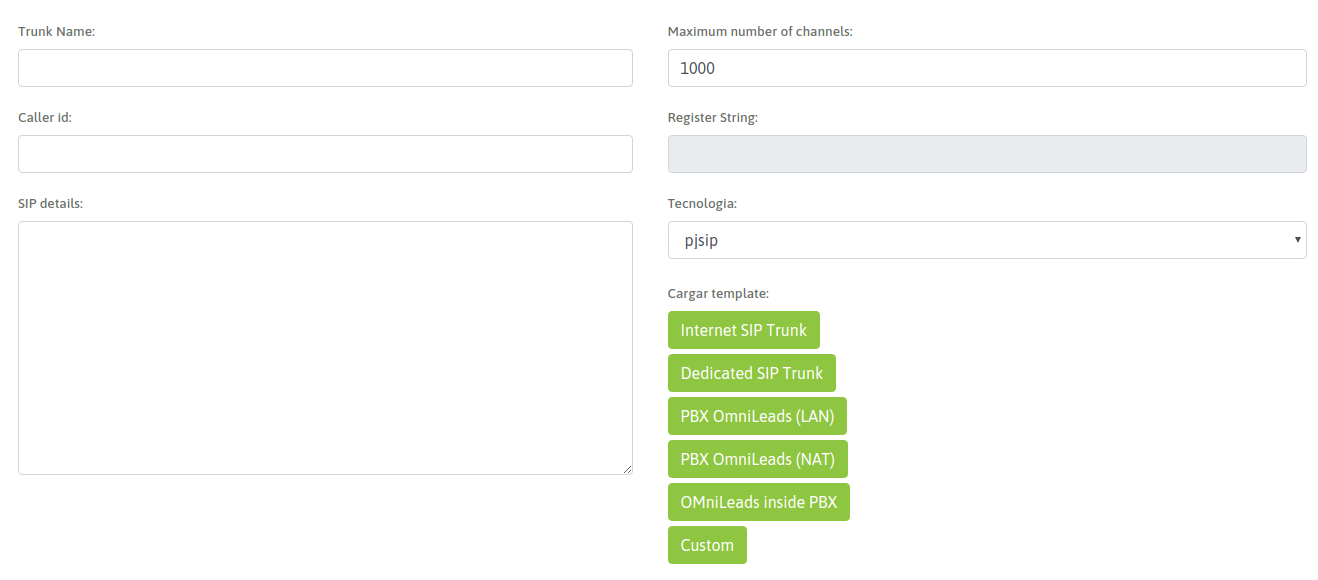 Trunk Name:
Maximum number of channels:
1000
Caller id:
Register String:
SIP details:
Tecnologia:
pjsip
Cargar template:
Internet SIP Trunk
Dedicated SIP Trunk
PBX OmniLeads (LAN)
PBX OmniLeads (NAT)
OMniLeads inside PBX
Custom